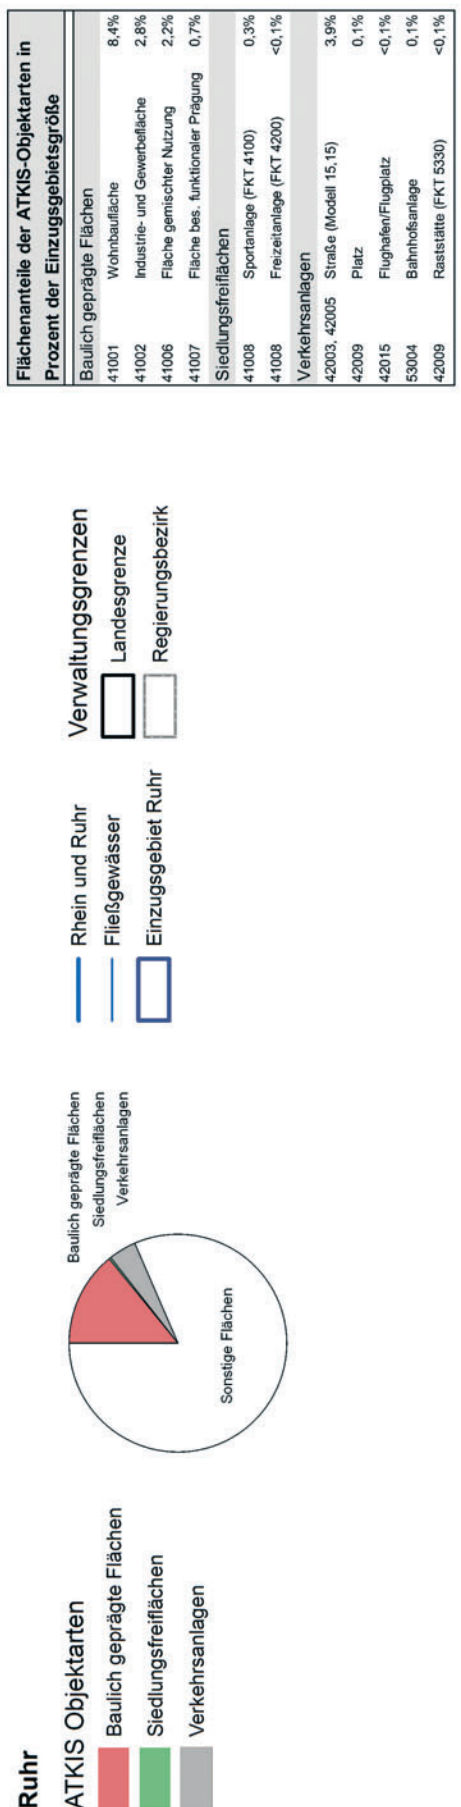 Ruhr
ATKIS Objektarten
Baulich geprägte Flächen
Siedlungsfreiflächen
Verkehrsanlagen
Baulich geprägte Flächen
Siedlungsfreiflächen
Verkehrsanlagen
Sonstige Flächen
Rhein und Ruhr
Fließgewässer
Einzugsgebiet Ruhr
Verwaltungsgrenzen
Landesgrenze
Regierungsbezirk
Flächenanteile der ATKIS-Objektarten in
Prozent der Einzugsgebietsgröße
Baulich geprägte Flächen
41001 Wohnbaufläche 8,4%
41002 Industrie- und Gewerbefläche 2,8%
41006 Fläche gemischter Nutzung 2,2%
41007 Fläche bes. funktionaler Prägung 0,7%
Siedlungsfreiflächen
41008 Sportanlage (FKT 4100) 0,3%
41008 Freizeitanlage (FKT 4200) <0,1%
Verkehrsanlagen
42003, 42005 Straße (Modell 15,15) 3,9%
42009 Platz 0,1%
42015 Flughafen/Flugplatz <0,1%
53004 Bahnhofsanlage 0,1%
42009 Raststätte (FKT 5330) <0,1%